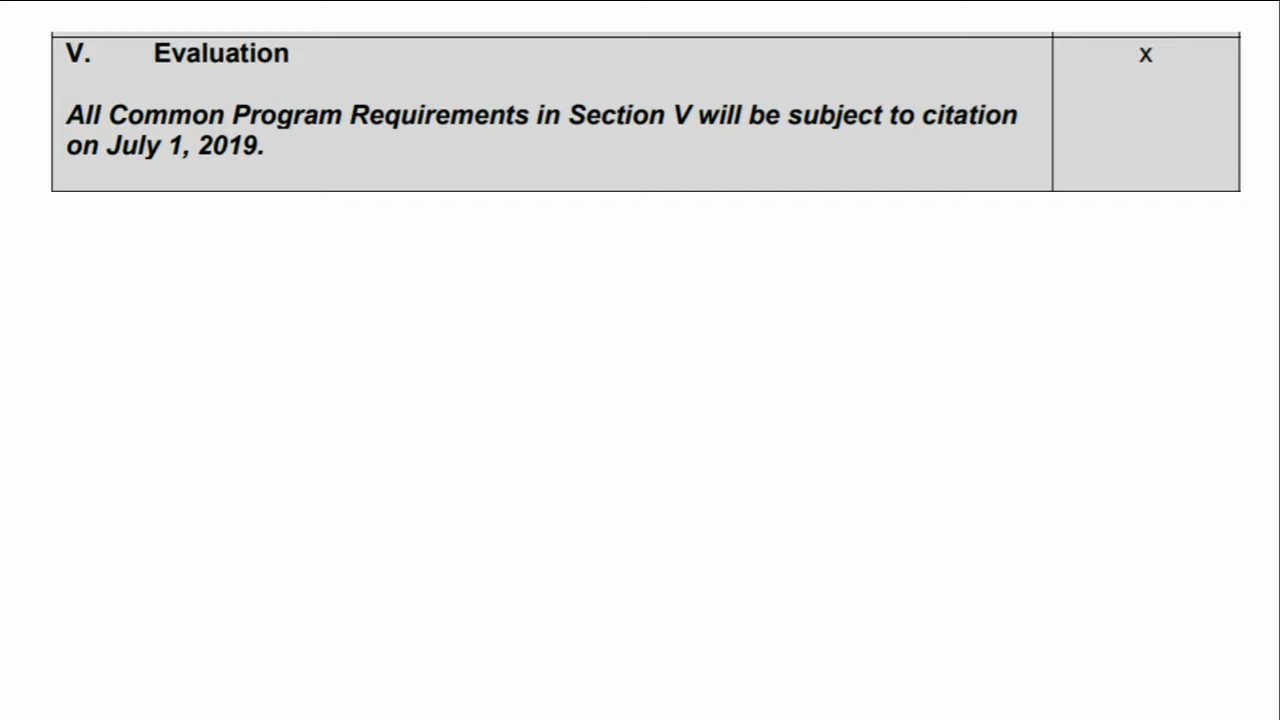 V. Evaluation x
All Common Program Requirements in Section V will be subject to citation
on July 1, 2019.